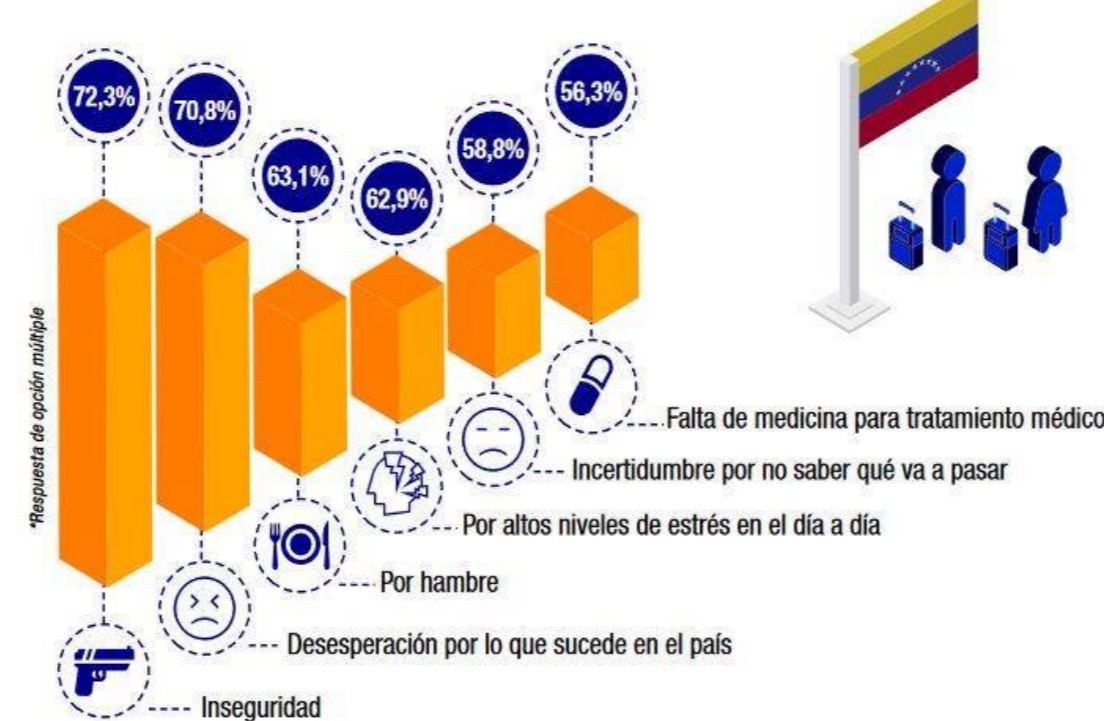 72,3%
70,8%
63,1%
62,9%
58,8%
56,3%
*Respuesta de opción múltiple
Falta de medicina para tratamiento médico
Incertidumbre por no saber qué va a pasar
Por altos niveles de estrés en el día a día
Por hambre
Desesperación por lo que sucede en el país
Inseguridad